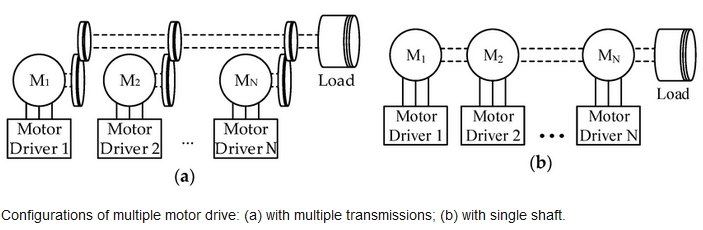 M1 M2 MN
Load
Motor Driver 1
Motor Driver 2
...
Motor Driver N
(a)
M1 M2 MN
Load
Motor Driver 1
Motor Driver 2
...
Motor Driver N
(b)
Configurations of multiple motor drive: (a) with multiple transmissions; (b) with single shaft.